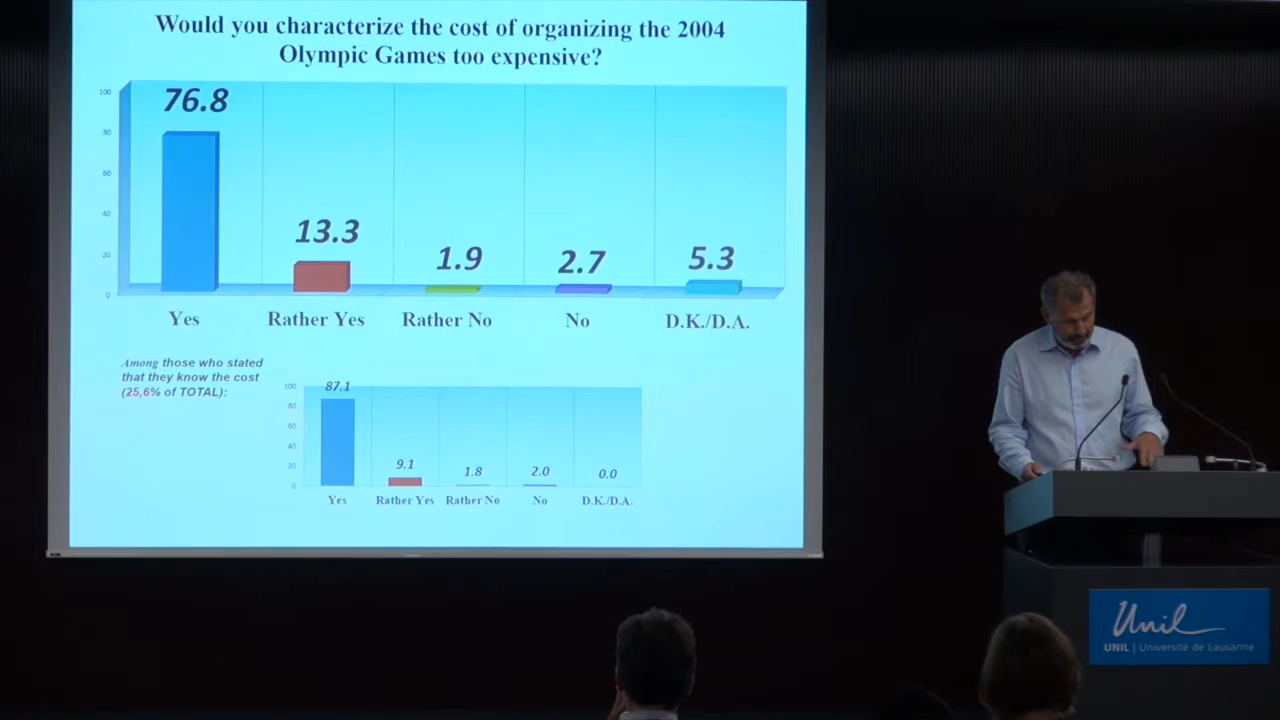 Would you characterize the cost of organizing the 2004
Olympic Games too expensive?
100
80
60
40
20
0
76.8
13.3
1.9
2.7
5.3
Yes
Rather Yes
Rather No
No
D.K./D.A.
Among those who stated
that they know the cost
(25,6% of TOTAL):
100
80
60
40
20
0
87.1
9.1
1.8
2.0
0.0
Yes
Rather Yes
Rather No
No
D.K./D.A.
Unil
UNIL | Université de Lausanne